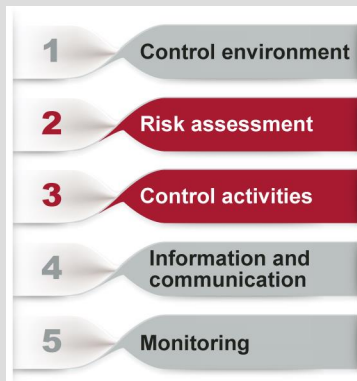 1 Control environment
2 Risk assessment
3 Control activities
4 Information and
communication
5 Monitoring